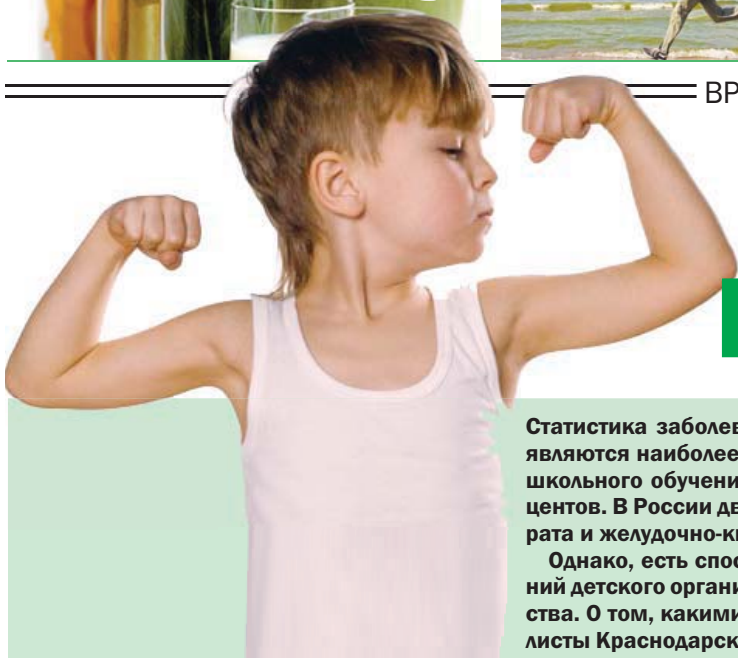 ВР
Статистика заболев
являются наиболее
школьного обучени
центов. В России дв
рата и желудочно-к
Однако, есть спос
ний детского органи
ства. О том, какими
листы Краснодарск